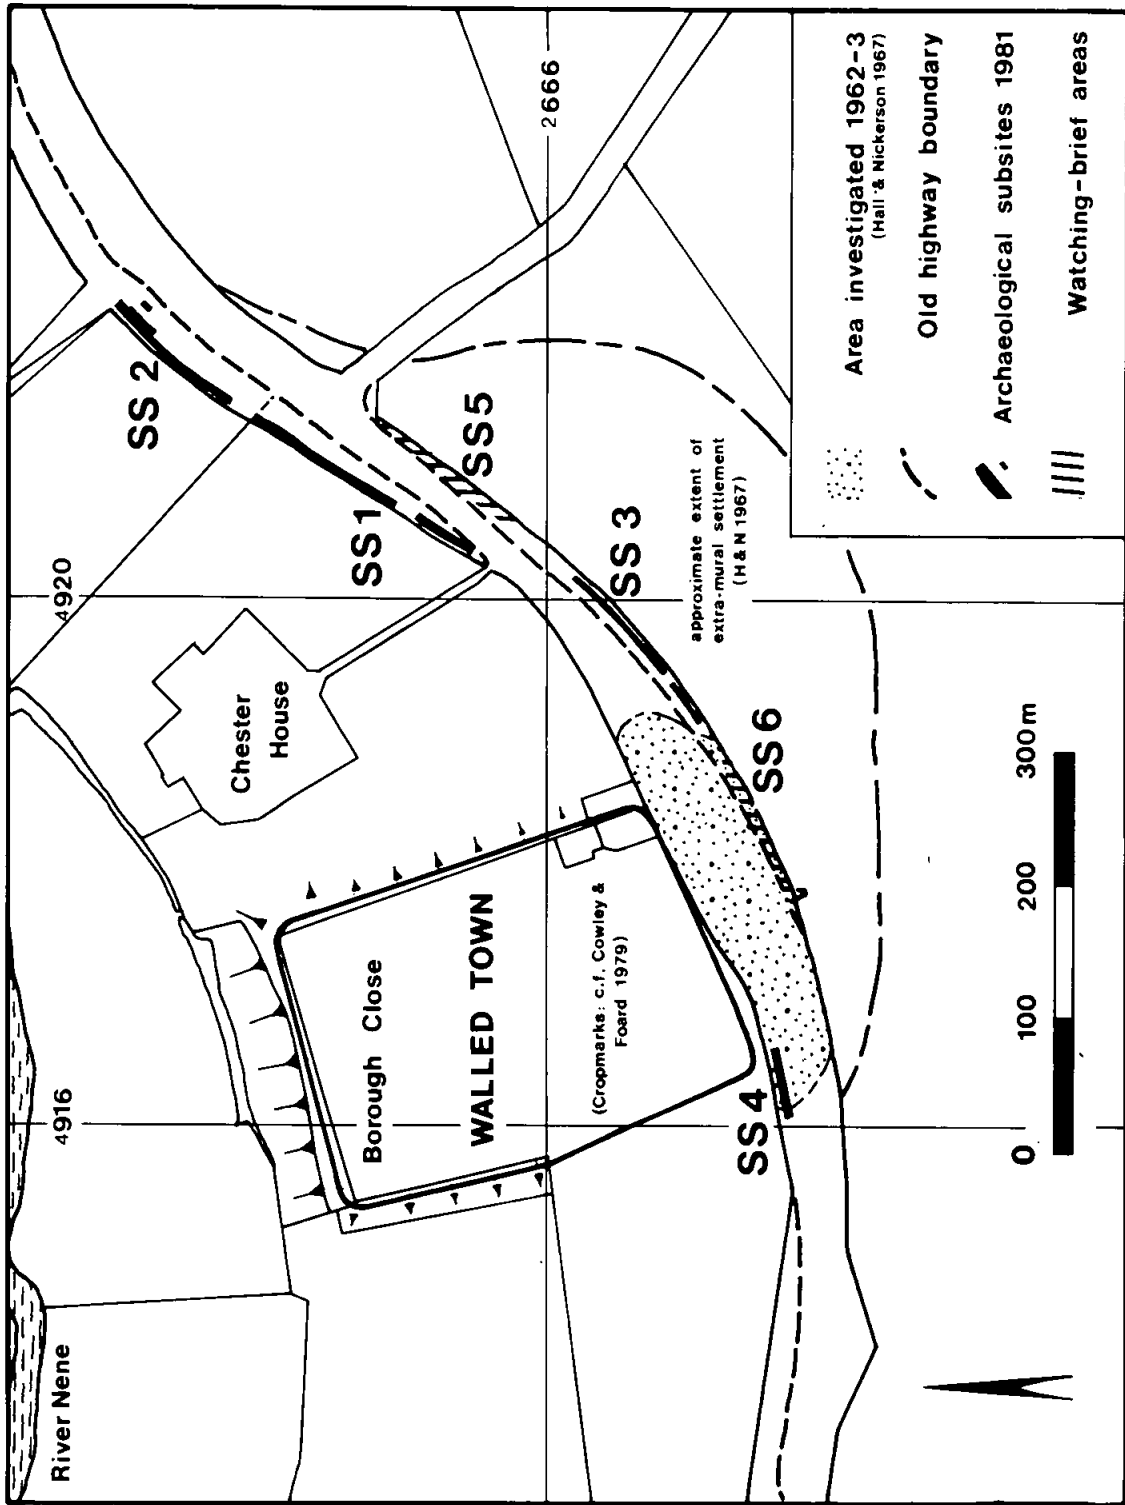 River Nene
4916
4920
Chester
House
Borough Close
WALLED TOWN
(Cropmarks: c.f. Cowley &
Foard 1979)
SS 2
SS1
SS5
SS 3
SS6
SS4
2666
approximate extent of
extra-mural settlement
(H & N 1967)
0
100
200
300m
Area investigated 1962-3
(Hall & Nickerson 1967)
Old highway boundary
Archaeological subsites 1981
Watching-brief areas